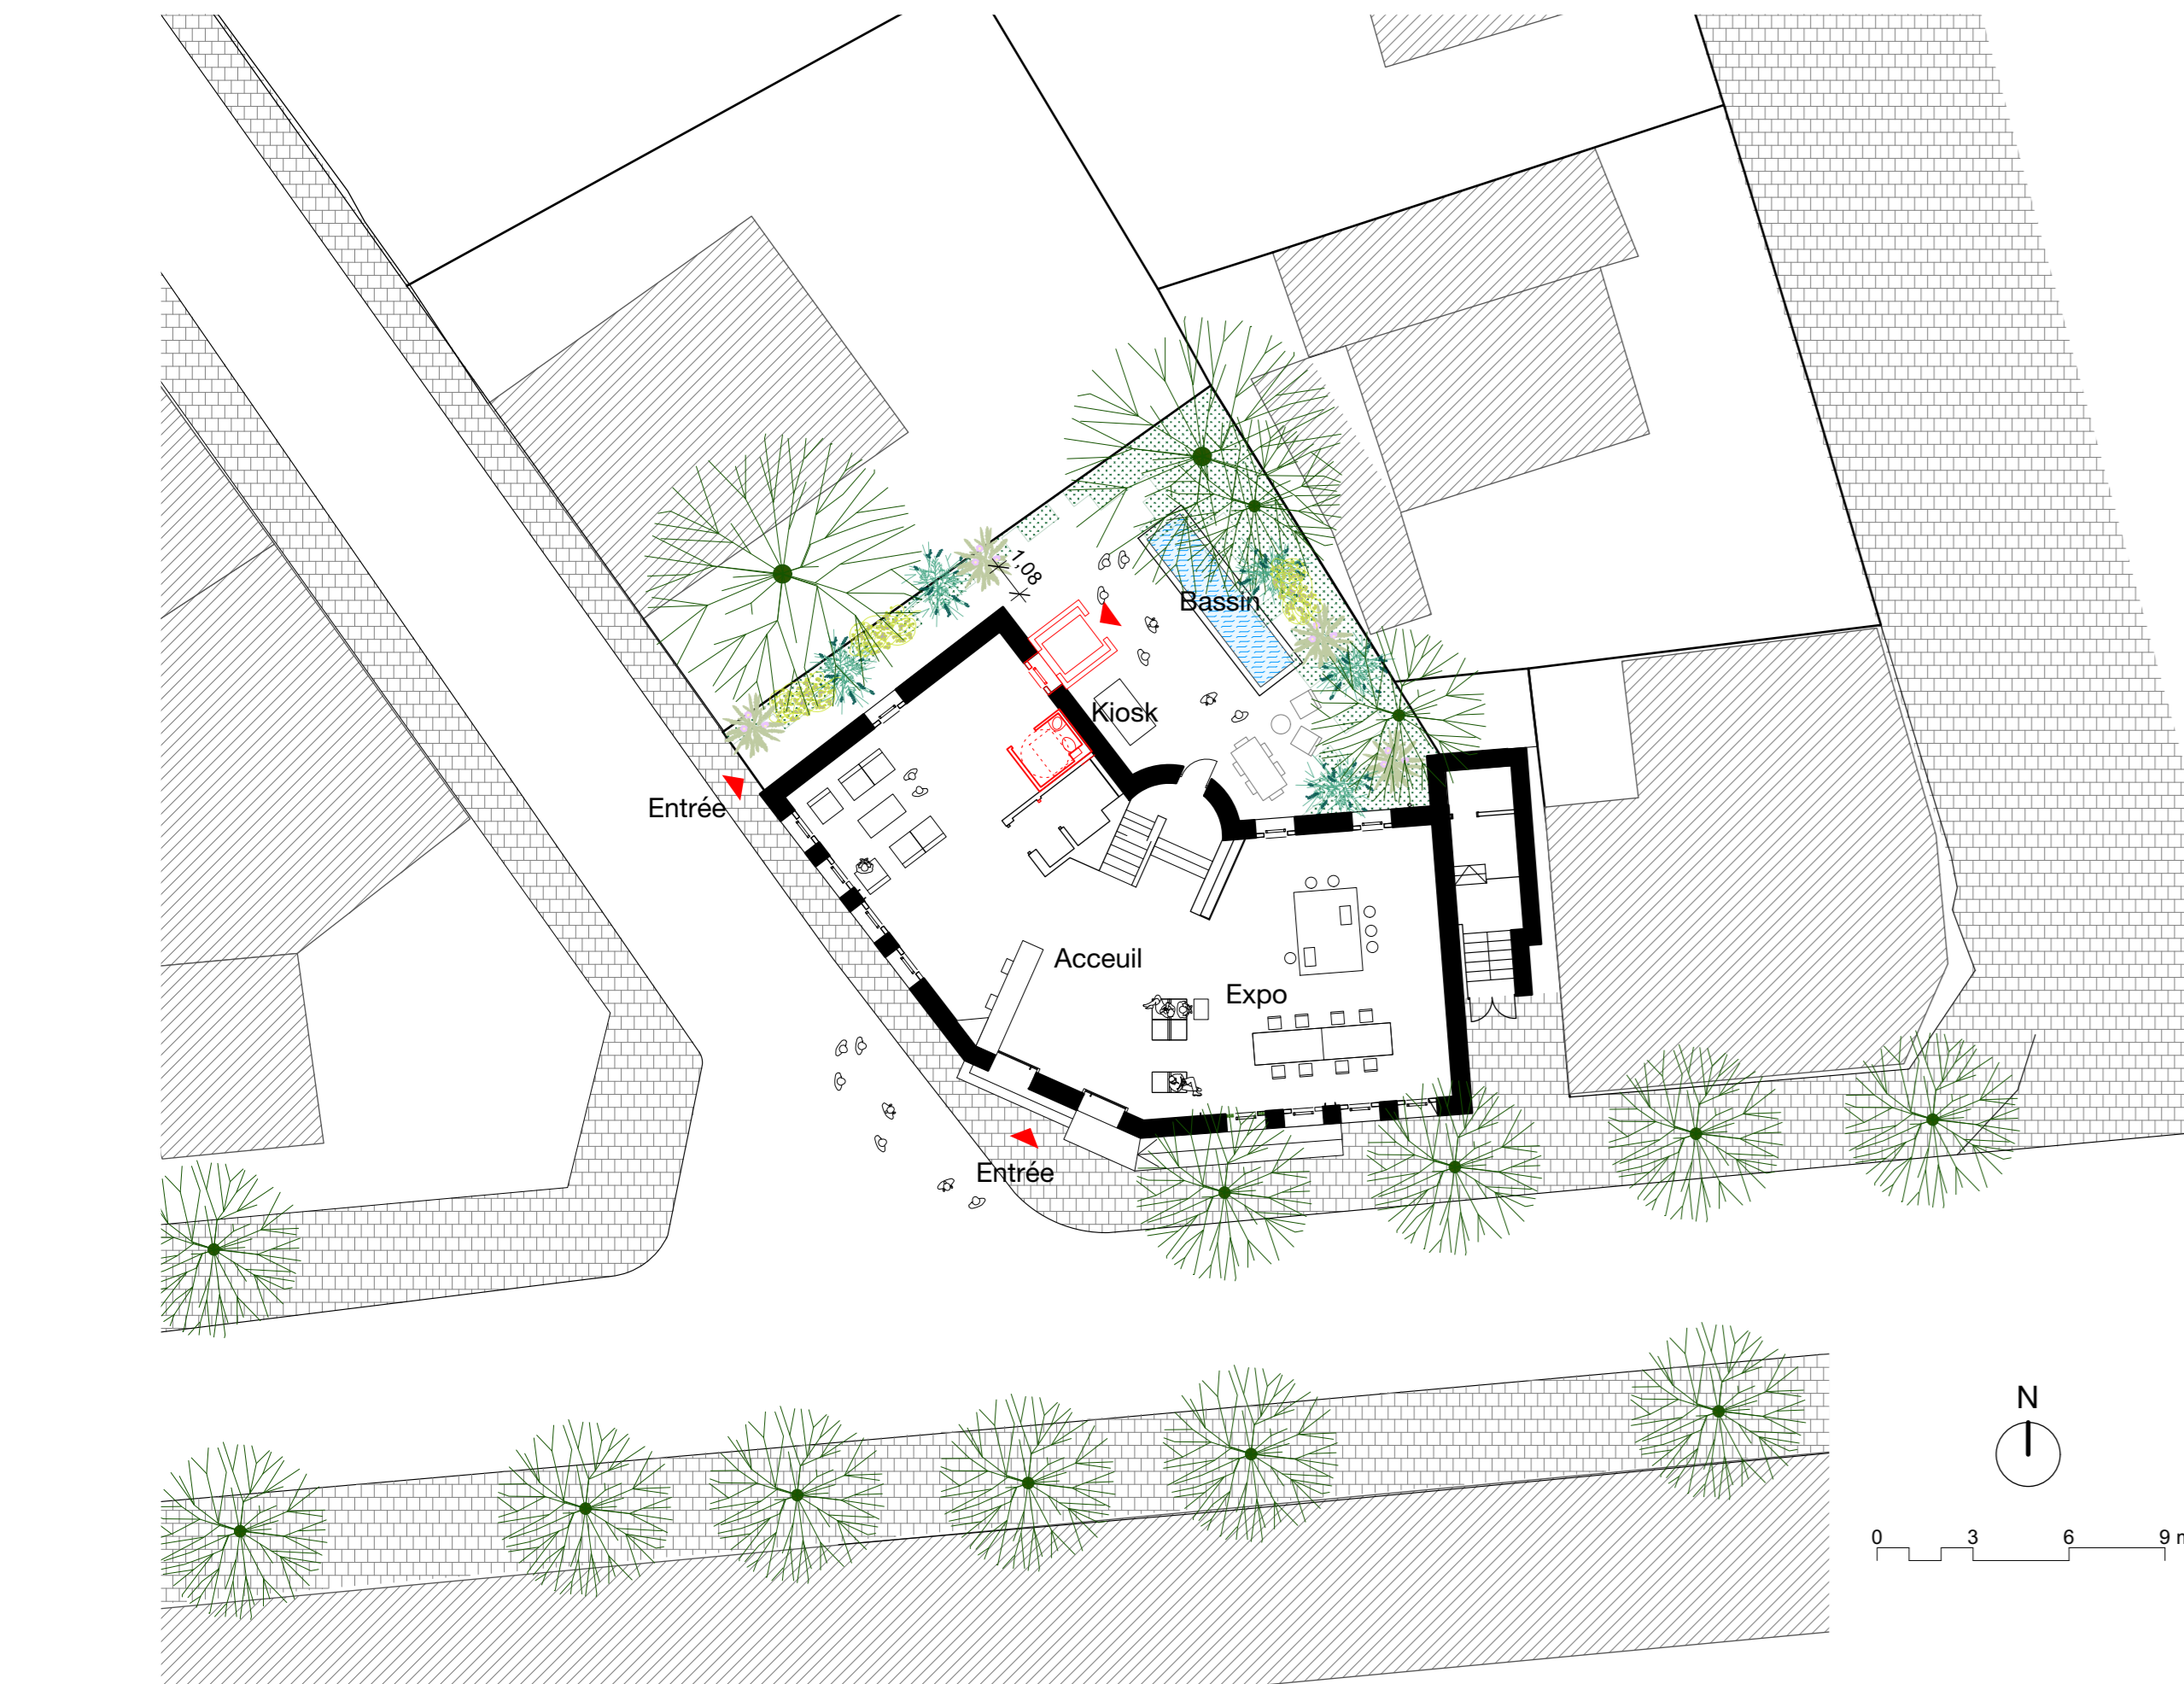 1,08
Bassin
Kiosk
Entrée
Acceuil
Expo
Entrée
N
0 3 6 9 m